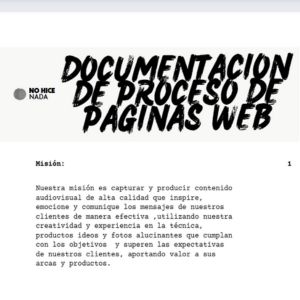 DOCUMENTACION
NO HICE
NADA
DE PROCESO DE
PAGINAS WEB
Misión:
1
Nuestra misión es capturar y producir contenido
audiovisual de alta calidad que inspire,
emocione y comunique los mensajes de nuestros
clientes de manera efectiva ,utilizando nuestra
creatividad y experiencia en la técnica,
productos ideos y fotos alucinantes que cumplan
con los objetivos  y superen las expectativas
de nuestros clientes, aportando valor a sus
arcas y productos.